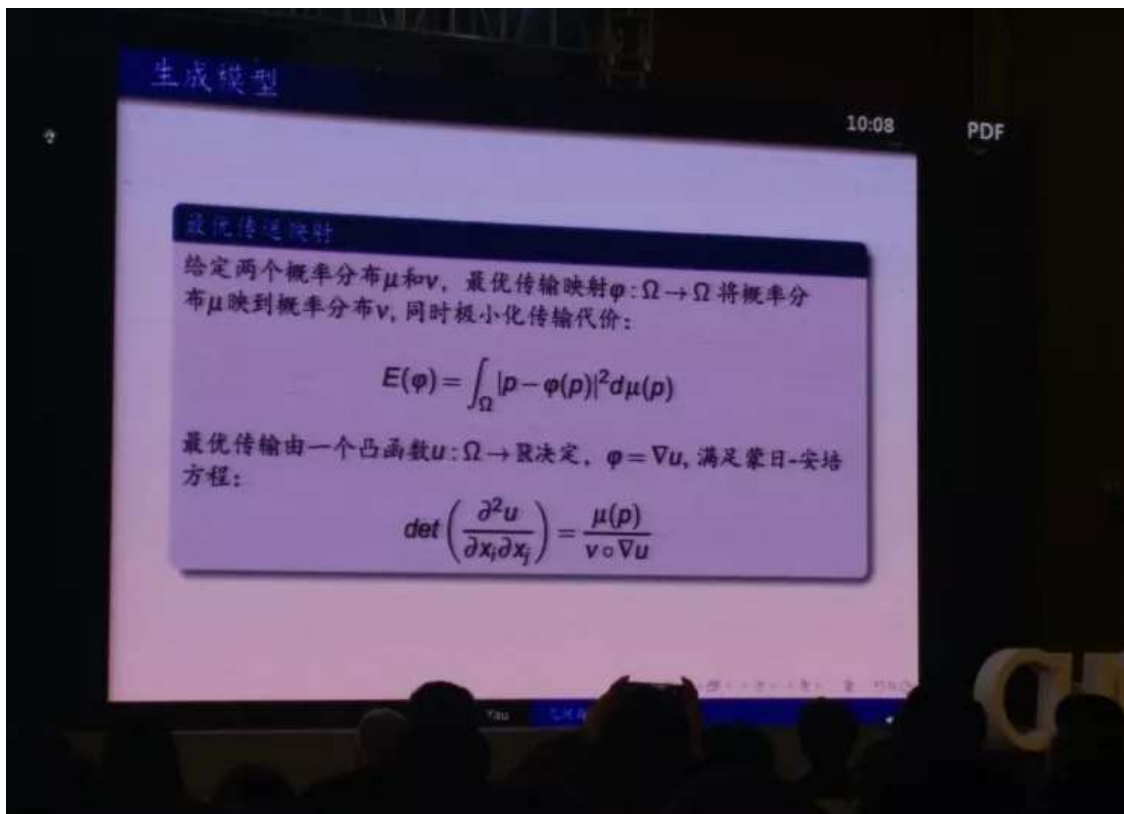 生成模型
10:08
PDF
最优传送映射
给定两个概率分布μ和ν, 最优传输映射φ:Ω→Ω 将概率分
布μ映到概率分布ν, 同时极小化传输代价:
E(φ) = ∫_Ω |p − φ(p)|² dμ(p)
最优传输由一个凸函数u:Ω→ℝ决定, φ=∇u, 满足蒙日-安培
方程:
det (∂²u / ∂xᵢ∂xⱼ) = μ(p) / ν∘∇u
Yau